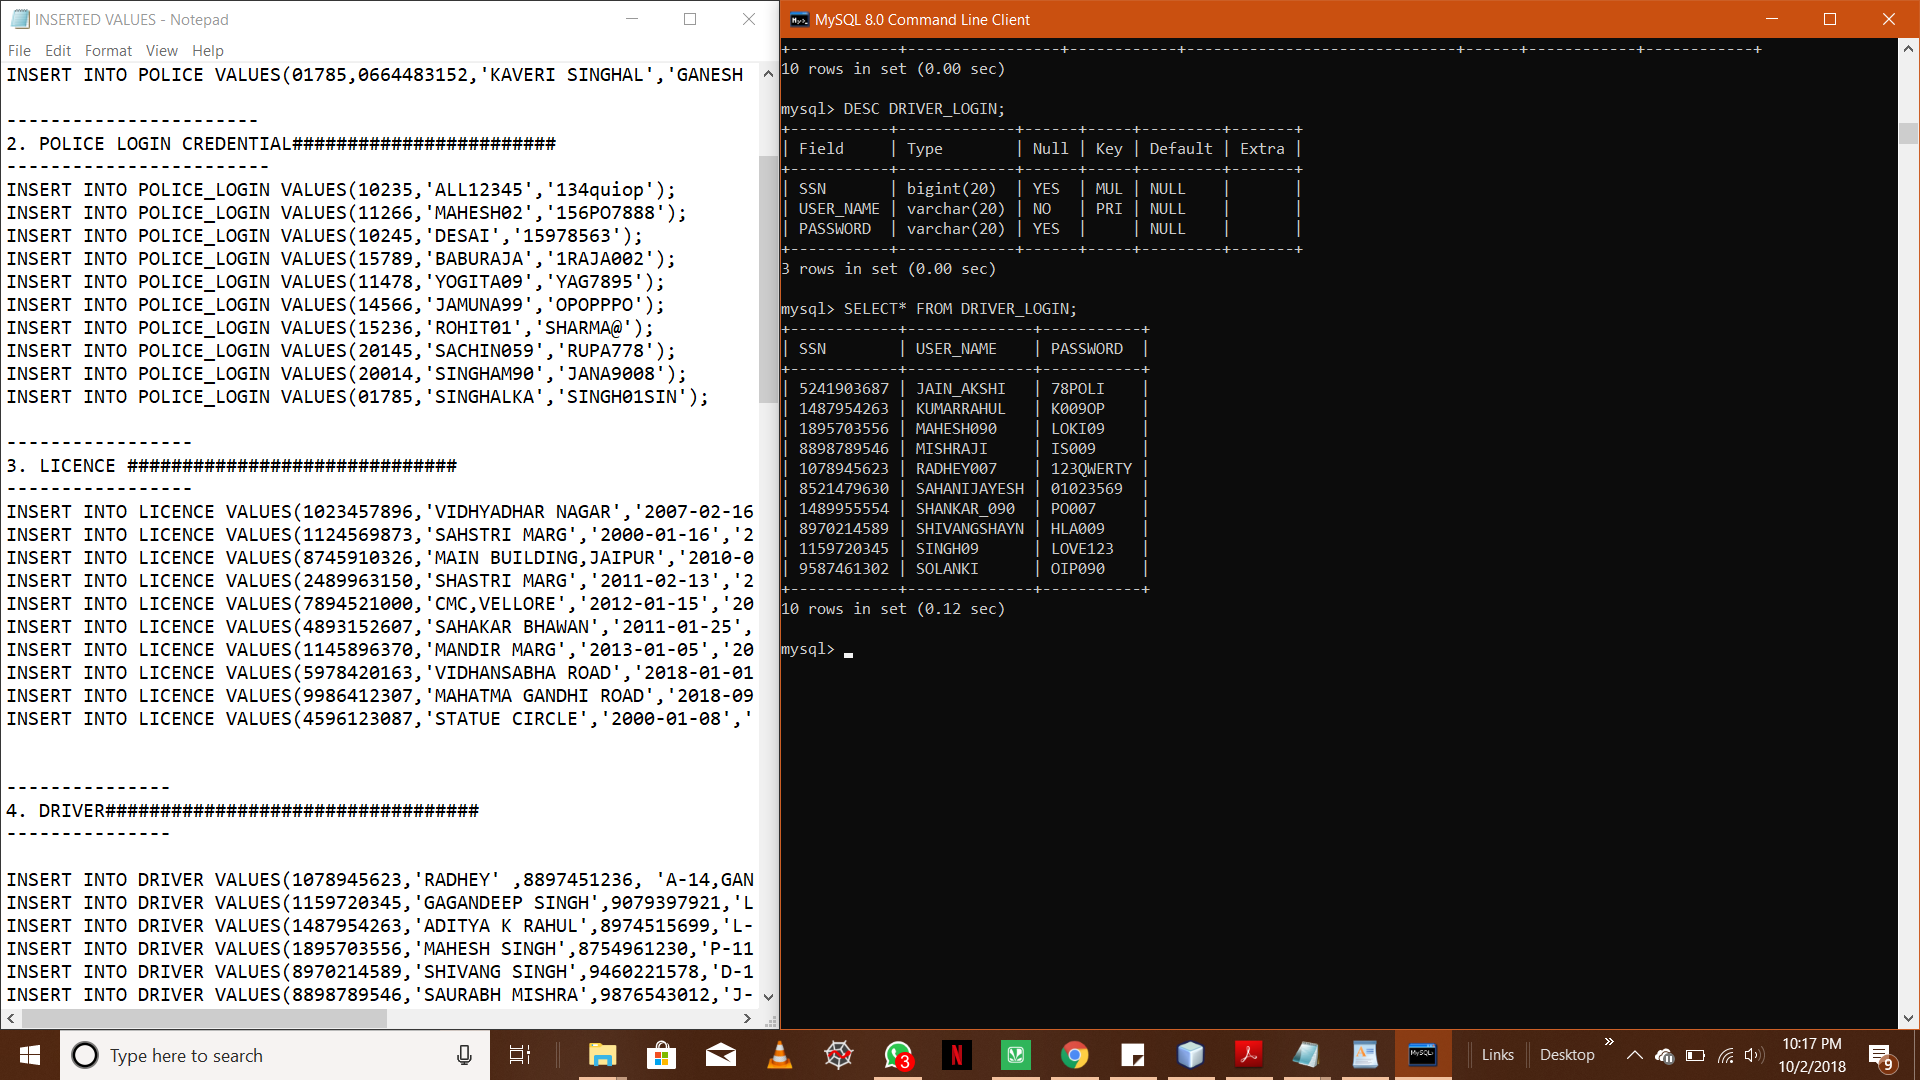 INSERTED VALUES - Notepad
File Edit Format View Help
INSERT INTO POLICE VALUES(01785,0664483152,'KAVERI SINGHAL','GANESH
-----------------------
2. POLICE LOGIN CREDENTIAL########################
------------------------
INSERT INTO POLICE_LOGIN VALUES(10235,'ALL12345','134quiop');
INSERT INTO POLICE_LOGIN VALUES(11266,'MAHESH02','156PO7888');
INSERT INTO POLICE_LOGIN VALUES(10245,'DESAI','15978563');
INSERT INTO POLICE_LOGIN VALUES(15789,'BABURAJA','1RAJA002');
INSERT INTO POLICE_LOGIN VALUES(11478,'YOGITA09','YAG7895');
INSERT INTO POLICE_LOGIN VALUES(14566,'JAMUNA99','OPOPPPO');
INSERT INTO POLICE_LOGIN VALUES(15236,'ROHIT01','SHARMA@');
INSERT INTO POLICE_LOGIN VALUES(20145,'SACHIN059','RUPA778');
INSERT INTO POLICE_LOGIN VALUES(20014,'SINGHAM90','JANA9008');
INSERT INTO POLICE_LOGIN VALUES(01785,'SINGHALKA','SINGH01SIN');
-----------------
3. LICENCE ##############################
-----------------
INSERT INTO LICENCE VALUES(1023457896,'VIDHYADHAR NAGAR','2007-02-16
INSERT INTO LICENCE VALUES(1124569873,'SAHSTRI MARG','2000-01-16','2
INSERT INTO LICENCE VALUES(8745910326,'MAIN BUILDING,JAIPUR','2010-0
INSERT INTO LICENCE VALUES(2489963150,'SHASTRI MARG','2011-02-13','2
INSERT INTO LICENCE VALUES(7894521000,'CMC,VELLORE','2012-01-15','20
INSERT INTO LICENCE VALUES(4893152607,'SAHAKAR BHAWAN','2011-01-25',
INSERT INTO LICENCE VALUES(1145896370,'MANDIR MARG','2013-01-05','20
INSERT INTO LICENCE VALUES(5978420163,'VIDHANSABHA ROAD','2018-01-01
INSERT INTO LICENCE VALUES(9986412307,'MAHATMA GANDHI ROAD','2018-09
INSERT INTO LICENCE VALUES(4596123087,'STATUE CIRCLE','2000-01-08','
---------------
4. DRIVER##################################
---------------
INSERT INTO DRIVER VALUES(1078945623,'RADHEY' ,8897451236, 'A-14,GAN
INSERT INTO DRIVER VALUES(1159720345,'GAGANDEEP SINGH',9079397921,'L
INSERT INTO DRIVER VALUES(1487954263,'ADITYA K RAHUL',8974515699,'L-
INSERT INTO DRIVER VALUES(1895703556,'MAHESH SINGH',8754961230,'P-11
INSERT INTO DRIVER VALUES(8970214589,'SHIVANG SINGH',9460221578,'D-1
INSERT INTO DRIVER VALUES(8898789546,'SAURABH MISHRA',9876543012,'J-
MySQL 8.0 Command Line Client
+------------+-----------------+------------+------------------------------+------+------------+------------+
10 rows in set (0.00 sec)
mysql> DESC DRIVER_LOGIN;
+-----------+-------------+------+-----+---------+-------+
| Field     | Type        | Null | Key | Default | Extra |
+-----------+-------------+------+-----+---------+-------+
| SSN       | bigint(20)  | YES  | MUL | NULL    |       |
| USER_NAME | varchar(20) | NO   | PRI | NULL    |       |
| PASSWORD  | varchar(20) | YES  |     | NULL    |       |
+-----------+-------------+------+-----+---------+-------+
3 rows in set (0.00 sec)
mysql> SELECT* FROM DRIVER_LOGIN;
+------------+--------------+-----------+
| SSN        | USER_NAME    | PASSWORD  |
+------------+--------------+-----------+
| 5241903687 | JAIN_AKSHI   | 78POLI    |
| 1487954263 | KUMARRAHUL   | K009OP    |
| 1895703556 | MAHESH090    | LOKI09    |
| 8898789546 | MISHRAJI     | IS009     |
| 1078945623 | RADHEY007    | 123QWERTY |
| 8521479630 | SAHANIJAYESH | 01023569  |
| 1489955554 | SHANKAR_090  | PO007     |
| 8970214589 | SHIVANGSHAYN | HLA009    |
| 1159720345 | SINGH09      | LOVE123   |
| 9587461302 | SOLANKI      | OIP090    |
+------------+--------------+-----------+
10 rows in set (0.12 sec)
mysql>
Type here to search
3
N
MySQL
Links
Desktop
10:17 PM
10/2/2018
9